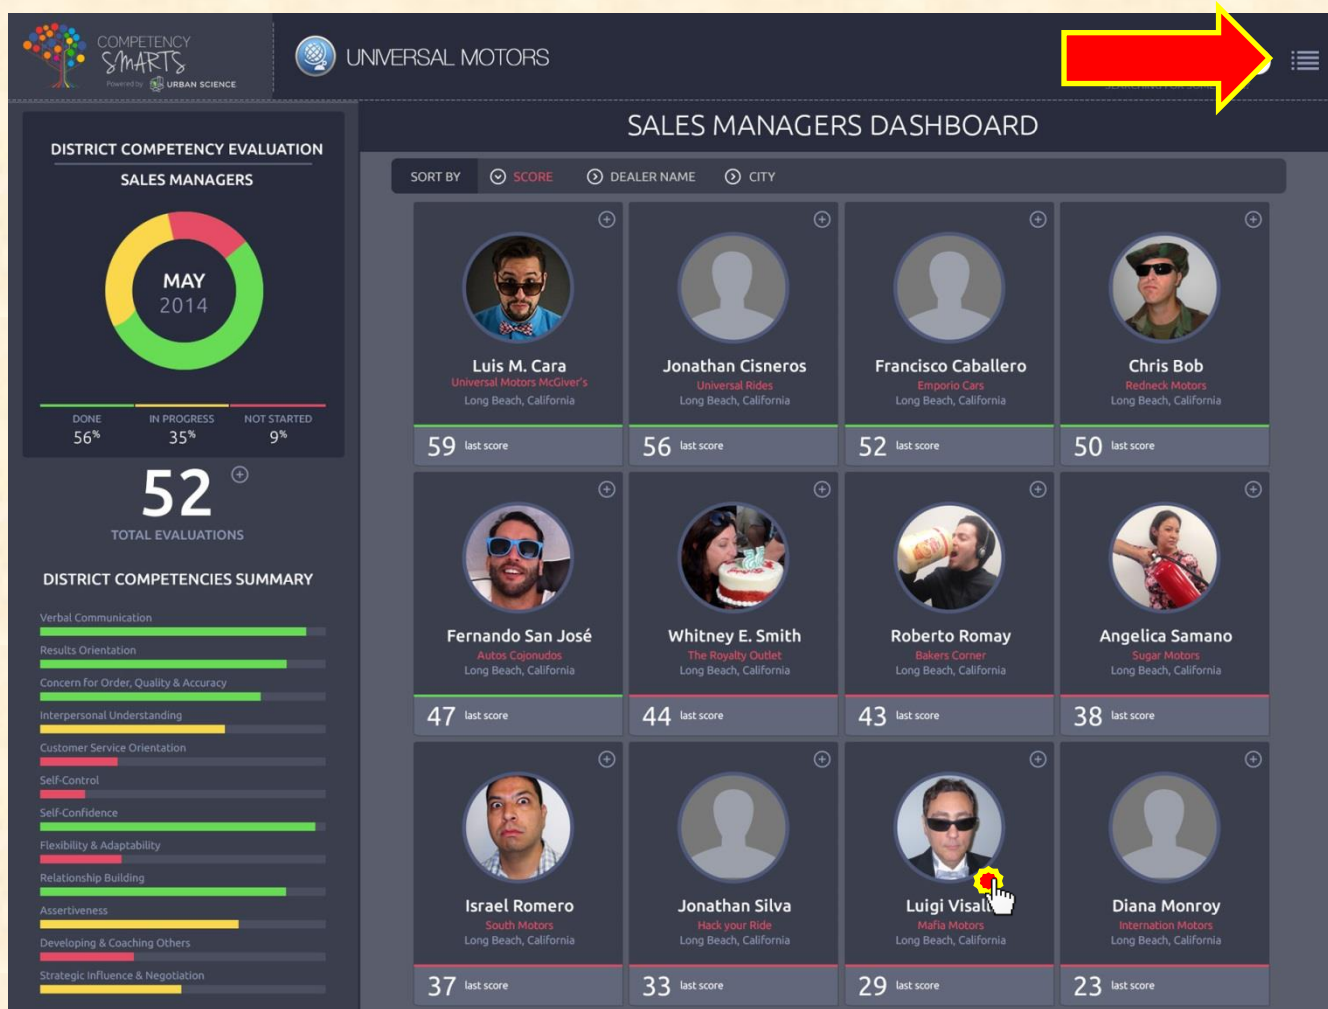 COMPETENCY
SMARTS
Powered by URBAN SCIENCE
UNIVERSAL MOTORS
SALES MANAGERS DASHBOARD
DISTRICT COMPETENCY EVALUATION
SALES MANAGERS
MAY
2014
DONE IN PROGRESS NOT STARTED
56% 35% 9%
52
TOTAL EVALUATIONS
DISTRICT COMPETENCIES SUMMARY
Verbal Communication
Results Orientation
Concern for Order, Quality & Accuracy
Interpersonal Understanding
Customer Service Orientation
Self-Control
Self-Confidence
Flexibility & Adaptability
Relationship Building
Assertiveness
Developing & Coaching Others
Strategic Influence & Negotiation
SORT BY SCORE DEALER NAME CITY
Luis M. Cara
Universal Motors McGiver's
Long Beach, California
59 last score
Jonathan Cisneros
Universal Rides
Long Beach, California
56 last score
Francisco Caballero
Emporio Cars
Long Beach, California
52 last score
Chris Bob
Redneck Motors
Long Beach, California
50 last score
Fernando San José
Autos Cojonudos
Long Beach, California
47 last score
Whitney E. Smith
The Royalty Outlet
Long Beach, California
44 last score
Roberto Romay
Bakers Corner
Long Beach, California
43 last score
Angelica Samano
Sugar Motors
Long Beach, California
38 last score
Israel Romero
South Motors
Long Beach, California
37 last score
Jonathan Silva
Hack your Ride
Long Beach, California
33 last score
Luigi
Mafia Motors
Long Beach, California
29 last score
Diana Monroy
Internation Motors
Long Beach, California
23 last score